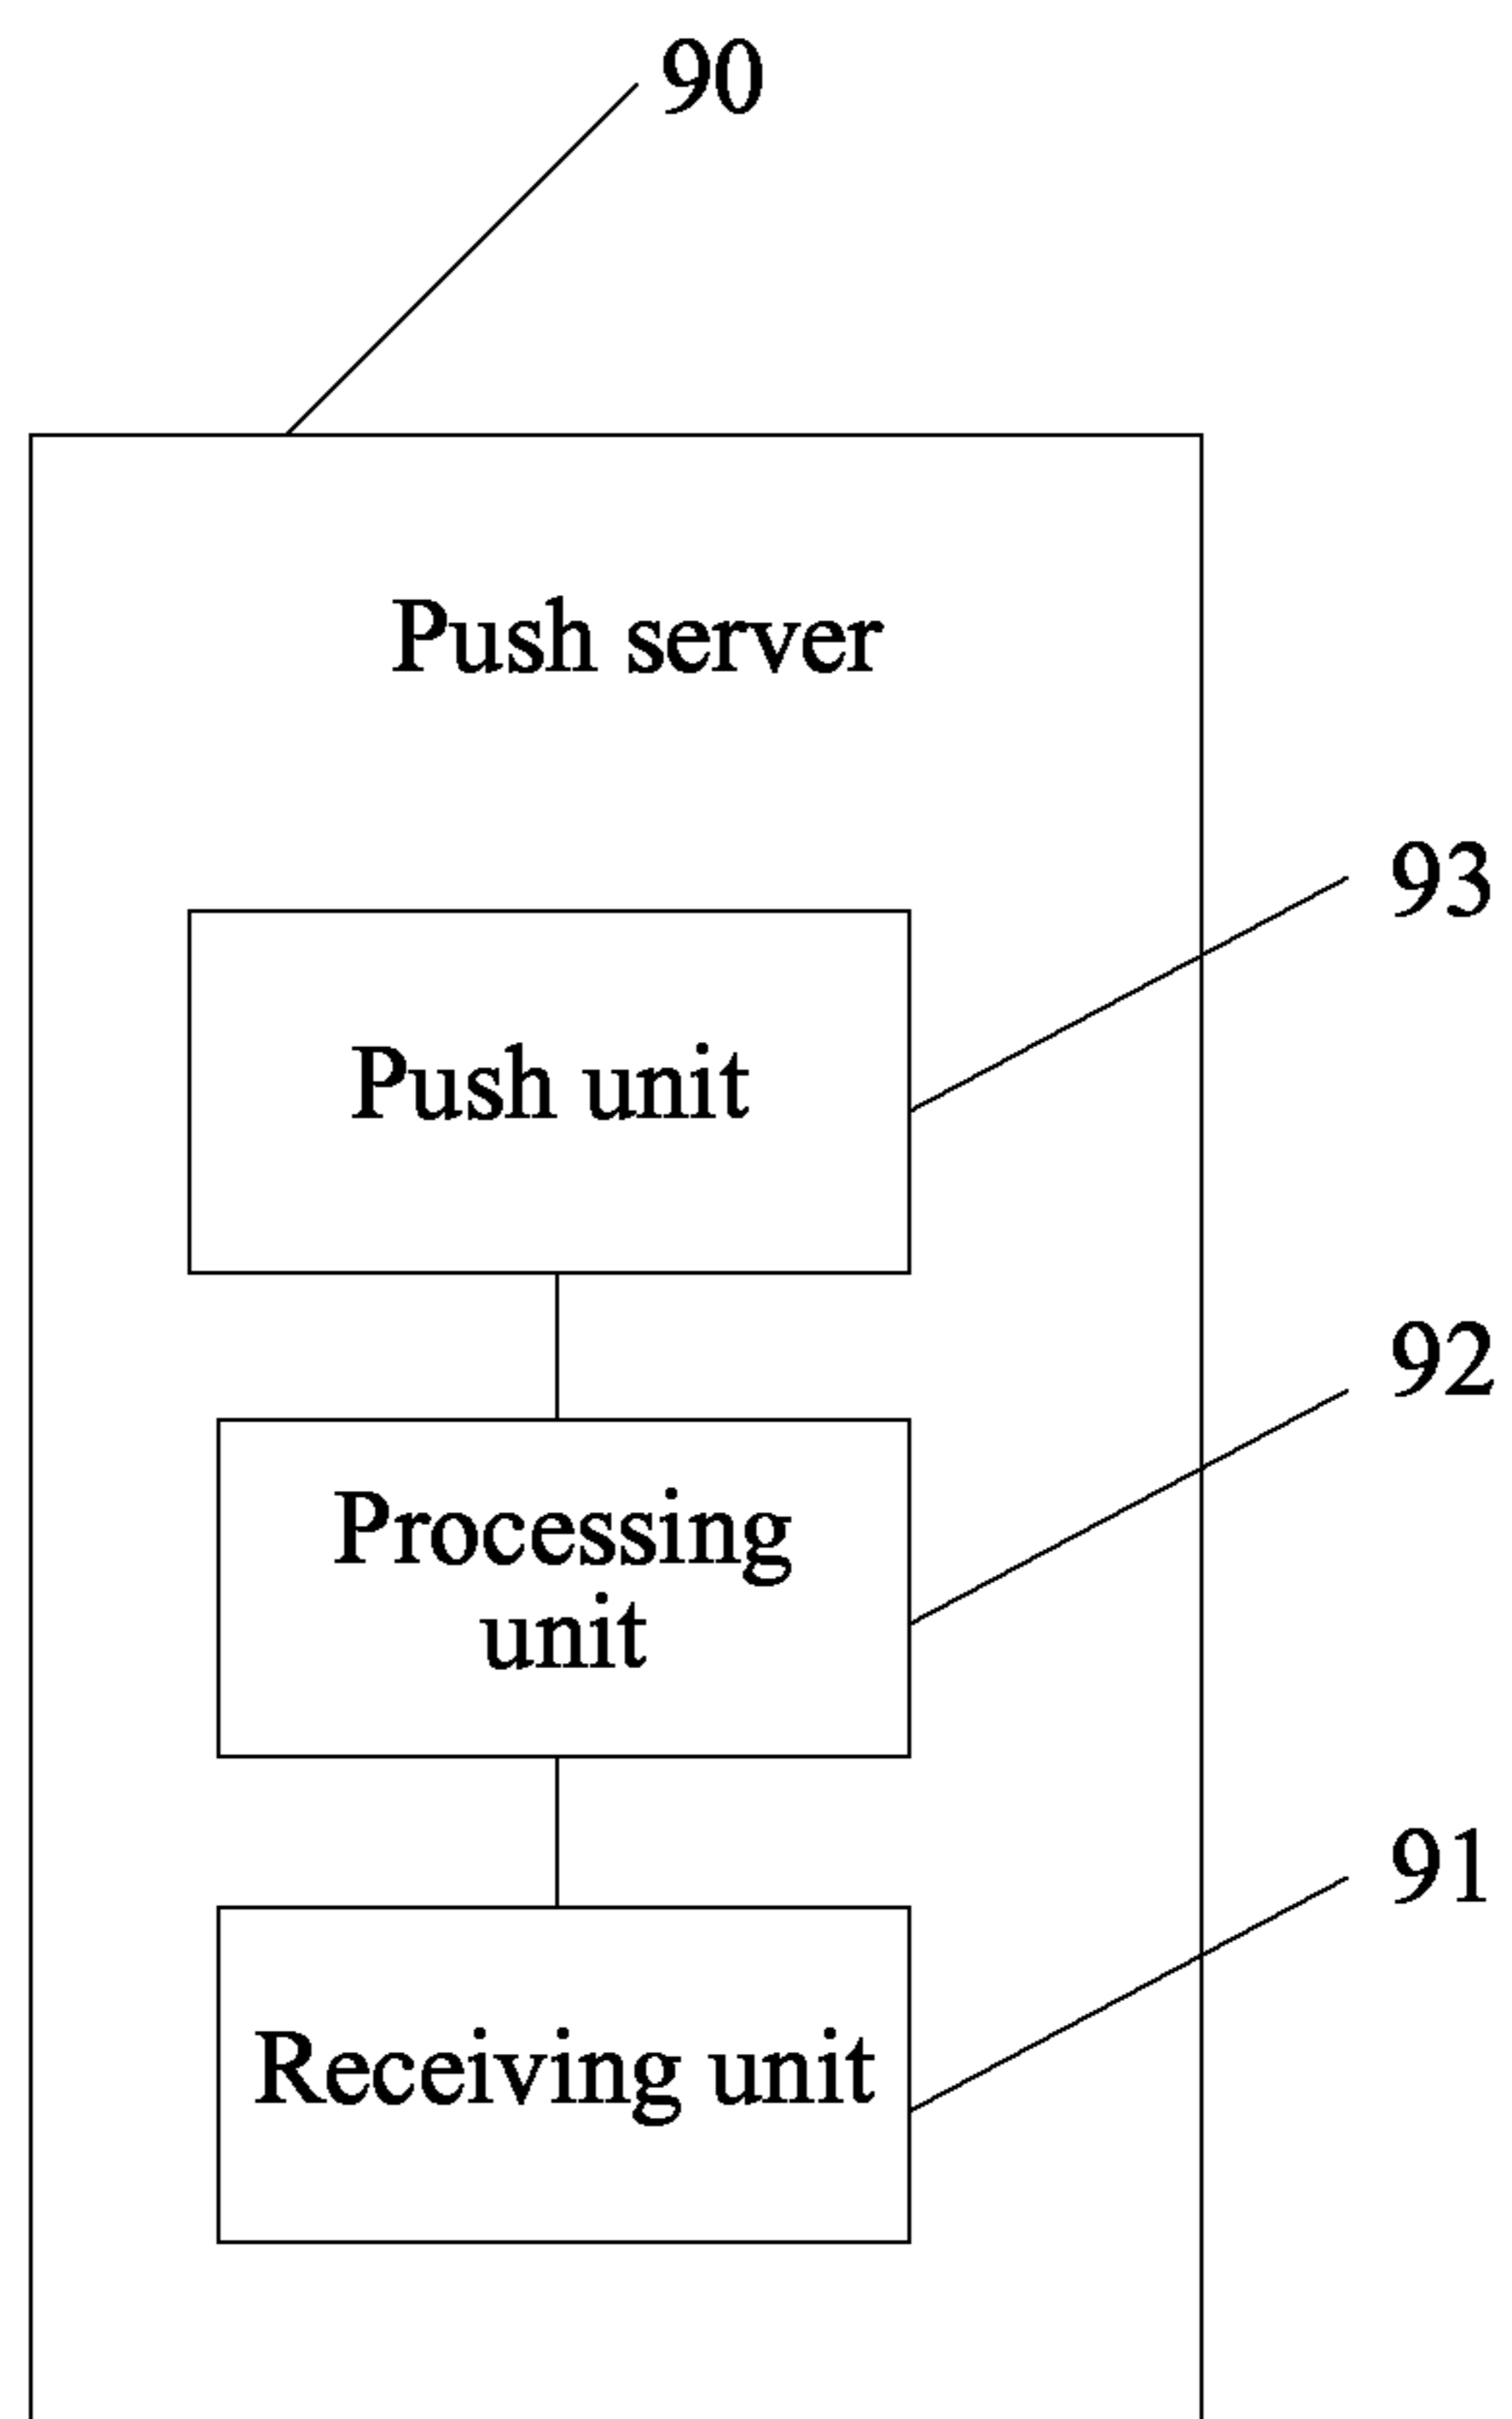 90
Push server
93
Push unit
92
Processing
unit
91
Receiving unit